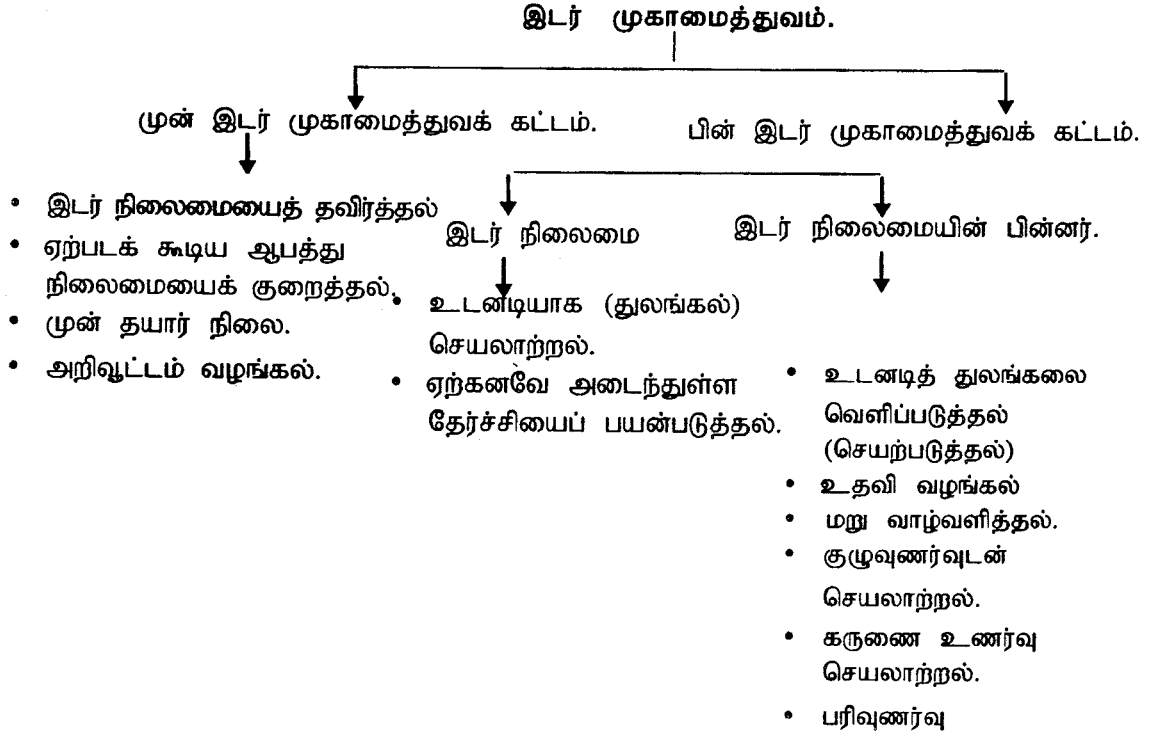 இடர் முகாமைத்துவம்.
முன் இடர் முகாமைத்துவக் கட்டம்.
பின் இடர் முகாமைத்துவக் கட்டம்.
• இடர் நிலைமையைத் தவிர்த்தல்
• ஏற்படக் கூடிய ஆபத்து
நிலைமையைக் குறைத்தல்.
• முன் தயார் நிலை.
• அறிவூட்டம் வழங்கல்.
இடர் நிலைமை
• உடனடியாக (துலங்கல்)
செயலாற்றல்.
• ஏற்கனவே அடைந்துள்ள
தேர்ச்சியைப் பயன்படுத்தல்.
இடர் நிலைமையின் பின்னர்.
• உடனடித் துலங்கலை
வெளிப்படுத்தல்
(செயற்படுத்தல்)
• உதவி வழங்கல்
• மறு வாழ்வளித்தல்.
• குழுவுணர்வுடன்
செயலாற்றல்.
• கருணை உணர்வு
செயலாற்றல்.
• பரிவுணர்வு